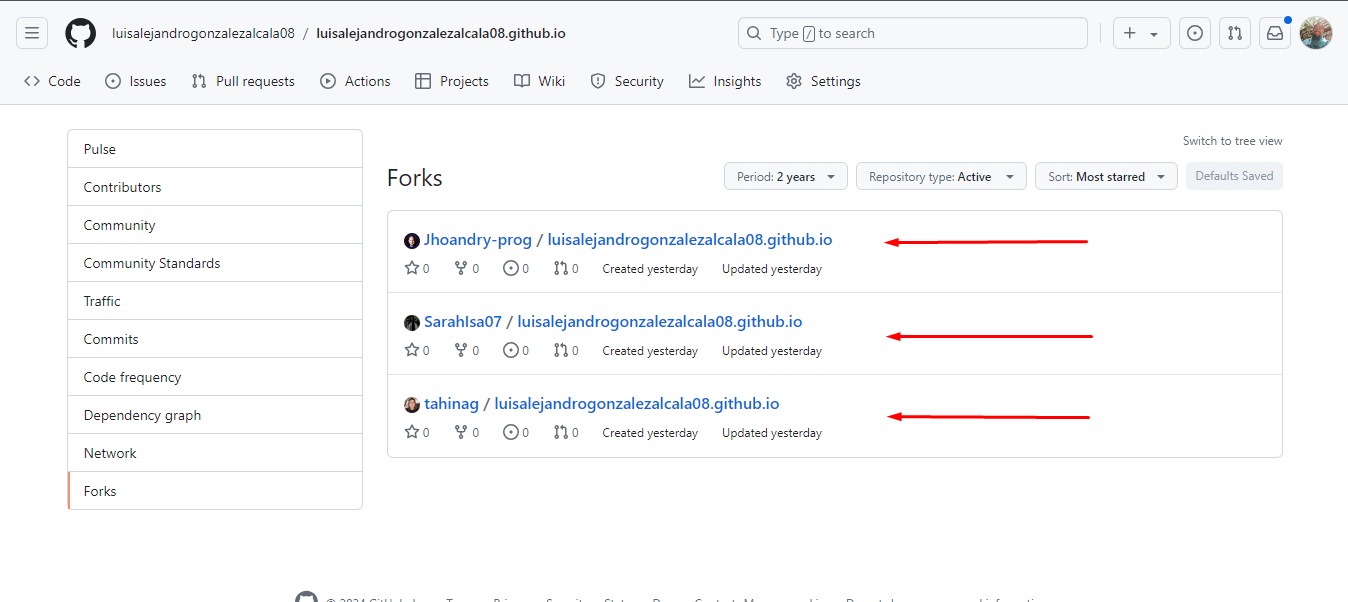 luisalejandrogonzalezalcala08 / luisalejandrogonzalezalcala08.github.io
Type / to search
Code Issues Pull requests Actions Projects Wiki Security Insights Settings
Switch to tree view
Pulse
Contributors
Community
Community Standards
Traffic
Commits
Code frequency
Dependency graph
Network
Forks
Forks
Period: 2 years Repository type: Active Sort: Most starred Defaults Saved
Jhoandry-prog / luisalejandrogonzalezalcala08.github.io
0 0 0 0 Created yesterday Updated yesterday
SarahIsa07 / luisalejandrogonzalezalcala08.github.io
0 0 0 0 Created yesterday Updated yesterday
tahinag / luisalejandrogonzalezalcala08.github.io
0 0 0 0 Created yesterday Updated yesterday